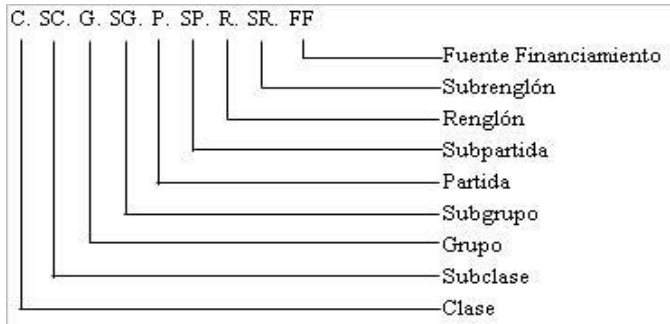 C. SC. G. SG. P. SP. R. SR. FF
Fuente Financiamiento
Subrenglón
Renglón
Subpartida
Partida
Subgrupo
Grupo
Subclase
Clase